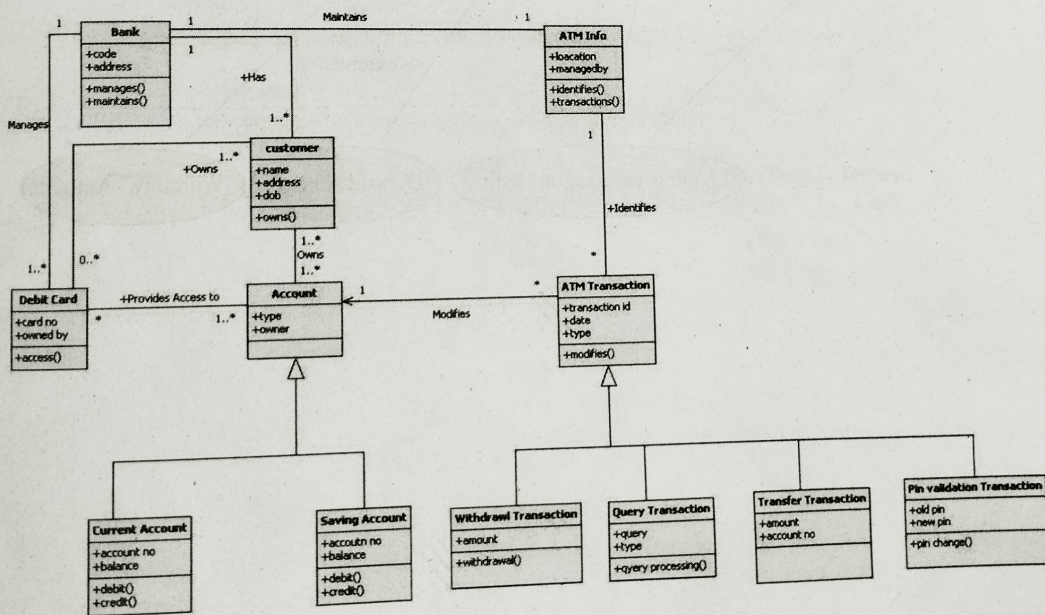 Maintains
1
1
1
1
1
Bank
+code
+address
+manages()
+maintains()
ATM Info
+loacation
+managedby
+identifies()
+transactions()
+Has
1..*
Manages
1
customer
+name
+address
+dob
+owns()
1..*
+Owns
+Identifies
1..*
Owns
1..*
1..*
0..*
*
Debit Card
+card no
+owned by
+access()
+Provides Access to
*
1..*
Account
+type
+owner
1
*
Modifies
ATM Transaction
+transaction id
+date
+type
+modifies()
Current Account
+account no
+balance
+debit()
+credit()
Saving Account
+accoutn no
+balance
+debit()
+credit()
Withdrawl Transaction
+amount
+withdrawal()
Query Transaction
+query
+type
+qyery processing()
Transfer Transaction
+amount
+account no
Pin validation Transaction
+old pin
+new pin
+pin change()